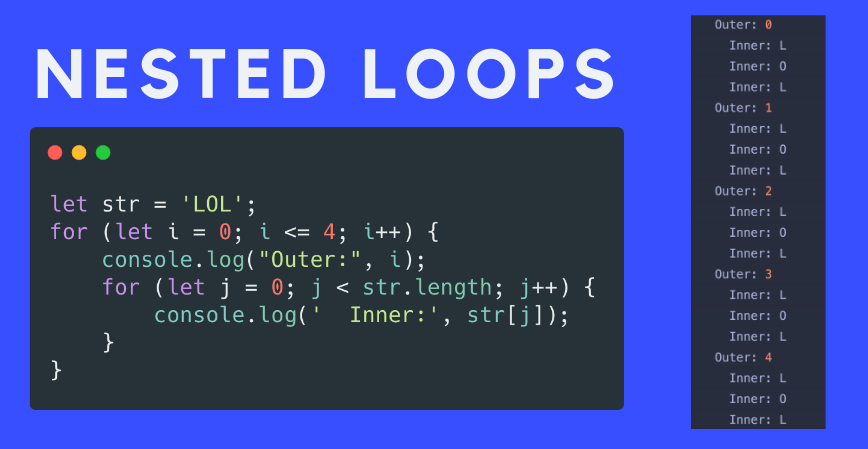 NESTED LOOPS
let str = 'LOL';
for (let i = 0; i <= 4; i++) {
    console.log("Outer:", i);
    for (let j = 0; j < str.length; j++) {
        console.log('  Inner:', str[j]);
    }
}
Outer: 0
  Inner: L
  Inner: O
  Inner: L
Outer: 1
  Inner: L
  Inner: O
  Inner: L
Outer: 2
  Inner: L
  Inner: O
  Inner: L
Outer: 3
  Inner: L
  Inner: O
  Inner: L
Outer: 4
  Inner: L
  Inner: O
  Inner: L